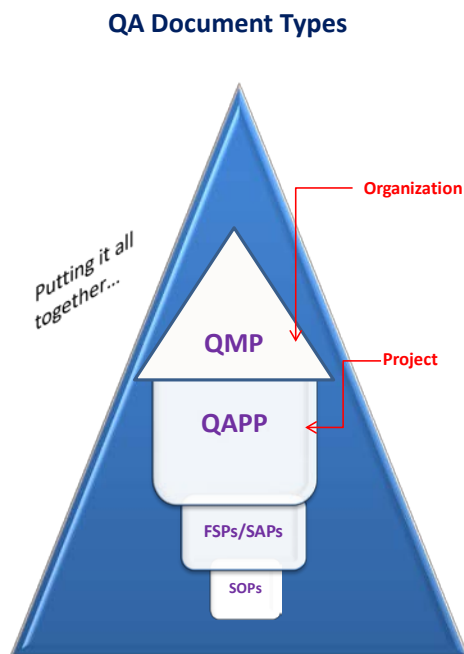 QA Document Types
Organization
Putting it all
together...
QMP
Project
QAPP
FSPs/SAPs
SOPs